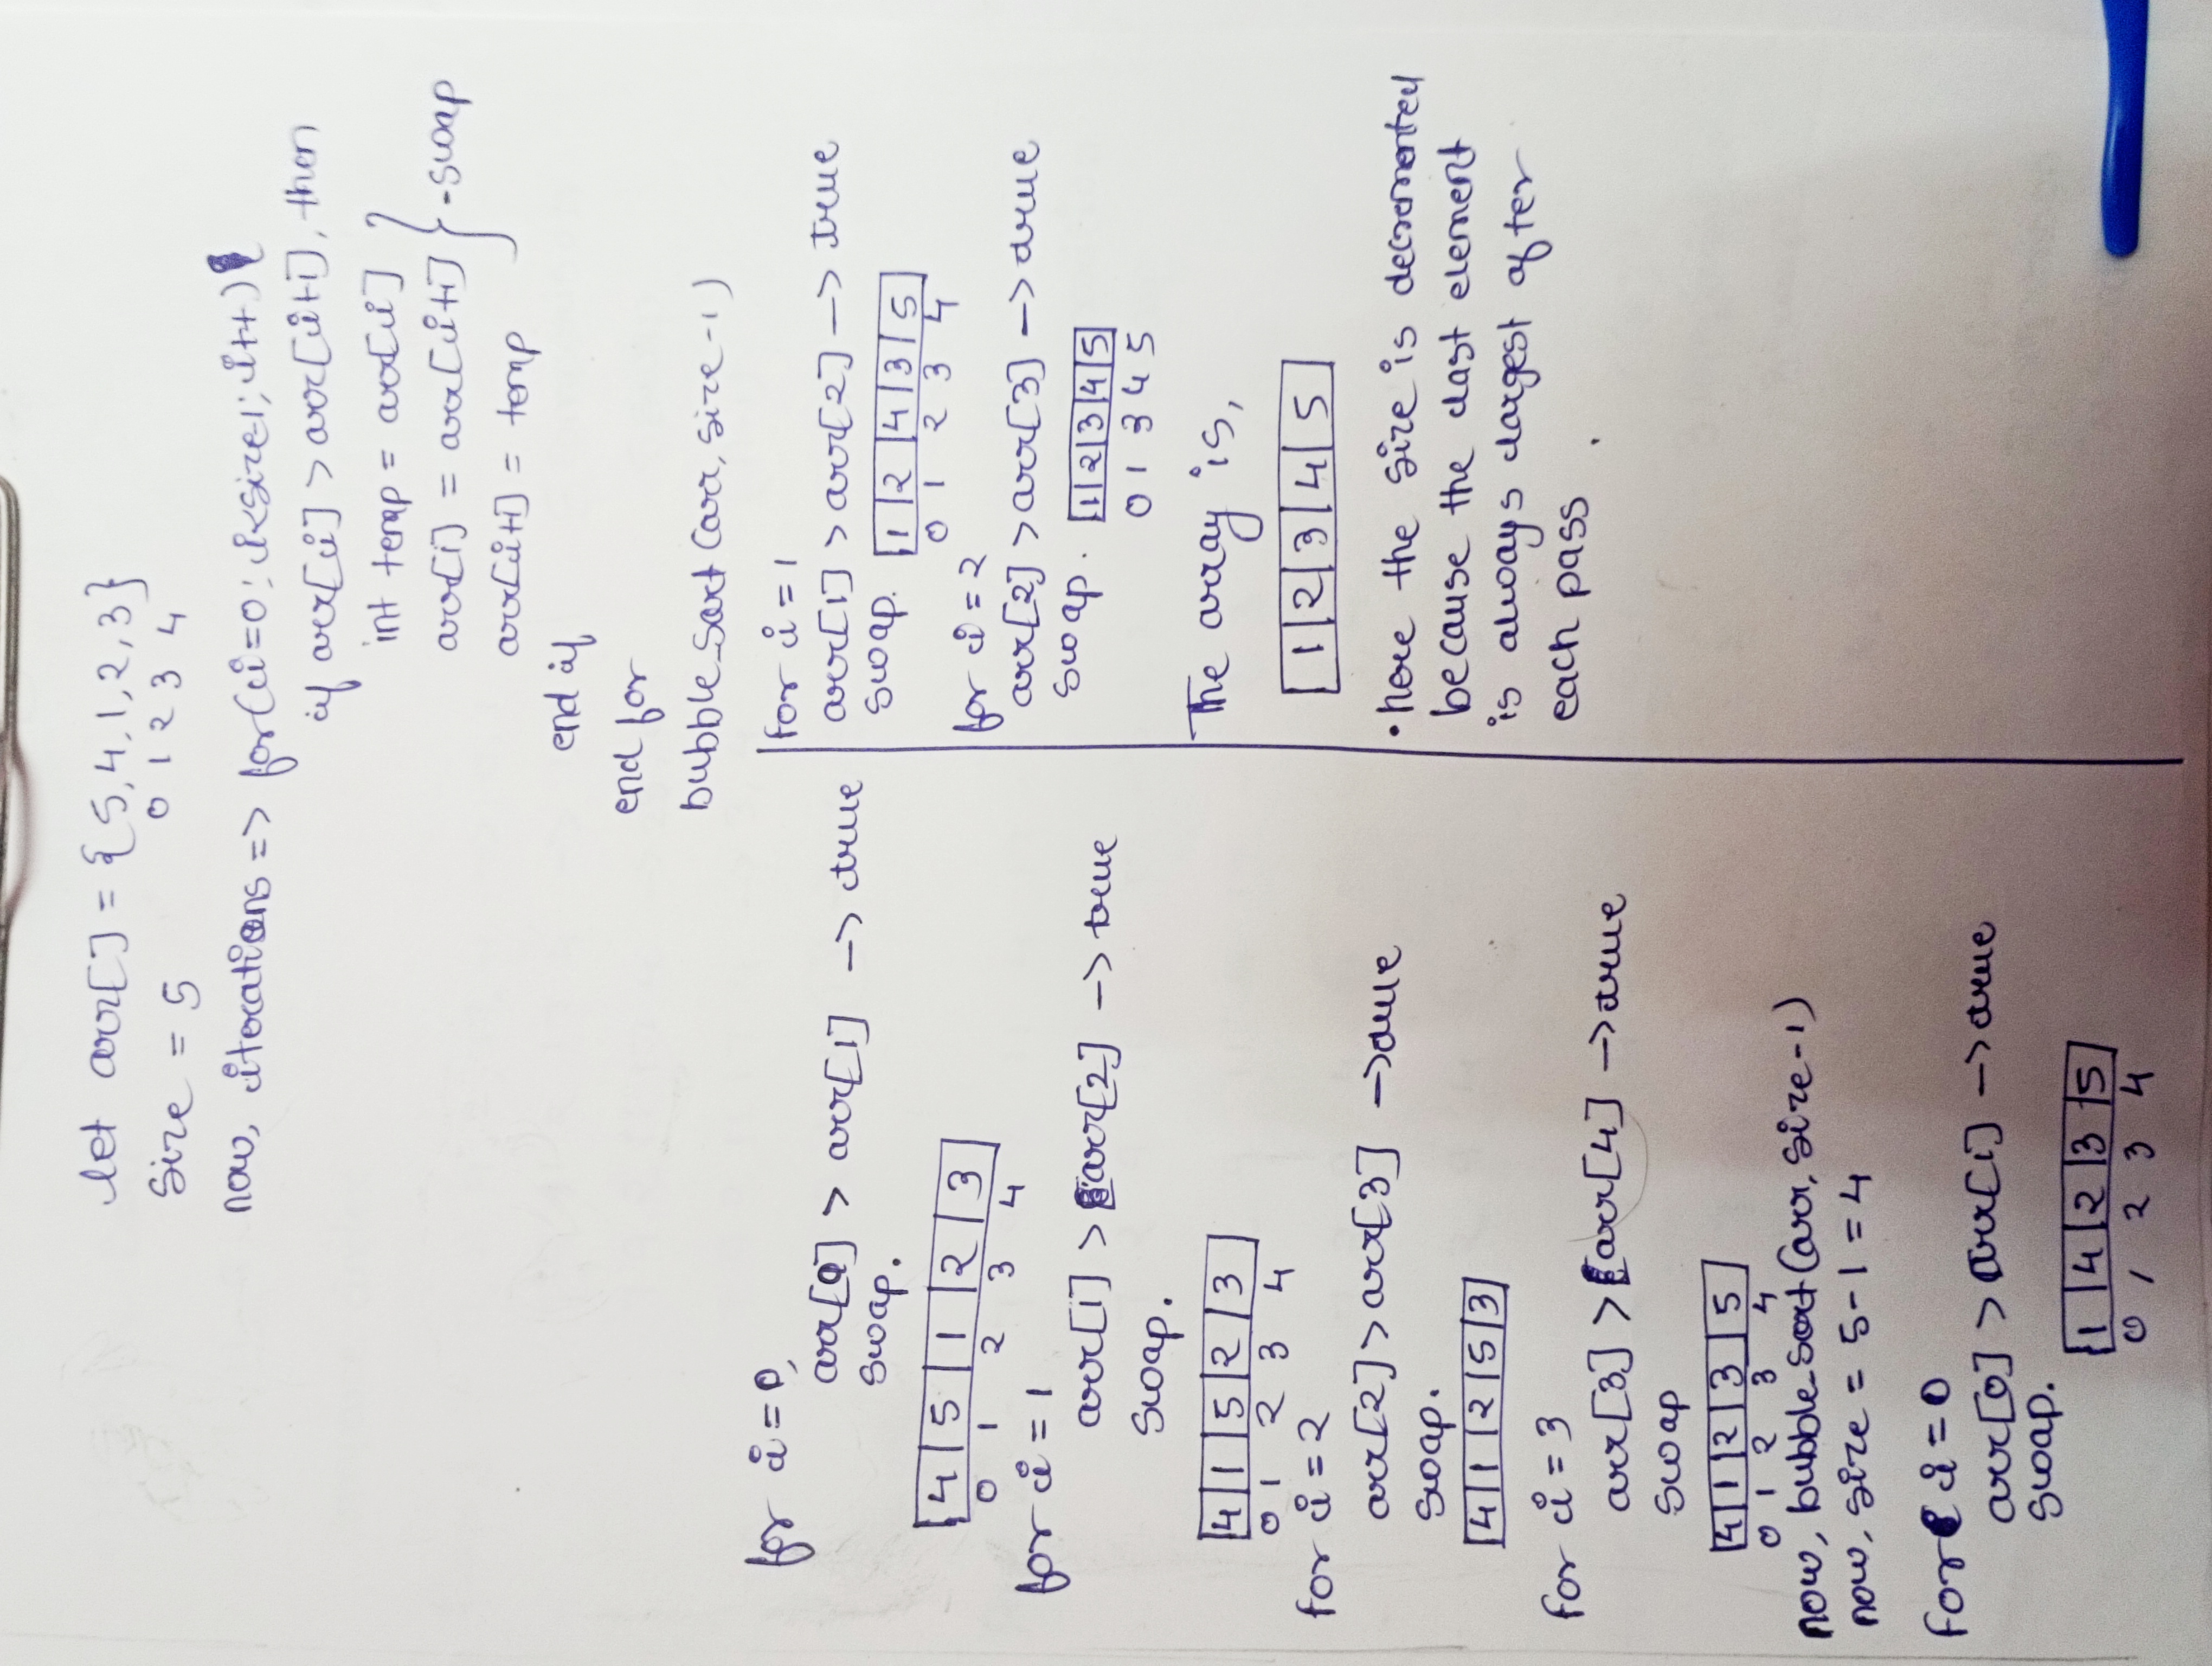 let arr[] = {5,4,1,2,3}
0 1 2 3 4
size = 5
now, iterations => for(i=0; i<size-1; i++)
if arr[i] > arr[i+1], then
int temp = arr[i]
arr[i] = arr[i+1] } -swap
arr[i+1] = temp
end if
end for
bubble_sort (arr, size-1)
for i=0,
arr[0] > arr[1] -> true
swap.
4 | 5 | 1 | 2 | 3
0 1 2 3 4
for i = 1
arr[1] > arr[2] -> true
swap.
4 | 1 | 5 | 2 | 3
0 1 2 3 4
for i = 2
arr[2] > arr[3] -> true
swap.
4 | 1 | 2 | 5 | 3
for i = 3
arr[3] > arr[4] -> true
swap
4 | 1 | 2 | 3 | 5
0 1 2 3 4
now, bubble_sort (arr, size-1)
now, size = 5-1 = 4
for i = 0
arr[0] > arr[1] -> true
swap.
1 | 4 | 2 | 3 | 5
0 1 2 3 4
for i = 1
arr[1] > arr[2] -> true
swap. 1 | 2 | 4 | 3 | 5
0 1 2 3 4
for i = 2
arr[2] > arr[3] -> true
swap. 1 | 2 | 3 | 4 | 5
0 1 3 4 5
The array is,
1 | 2 | 3 | 4 | 5
• here the size is decremented
because the last element
is always largest after
each pass .